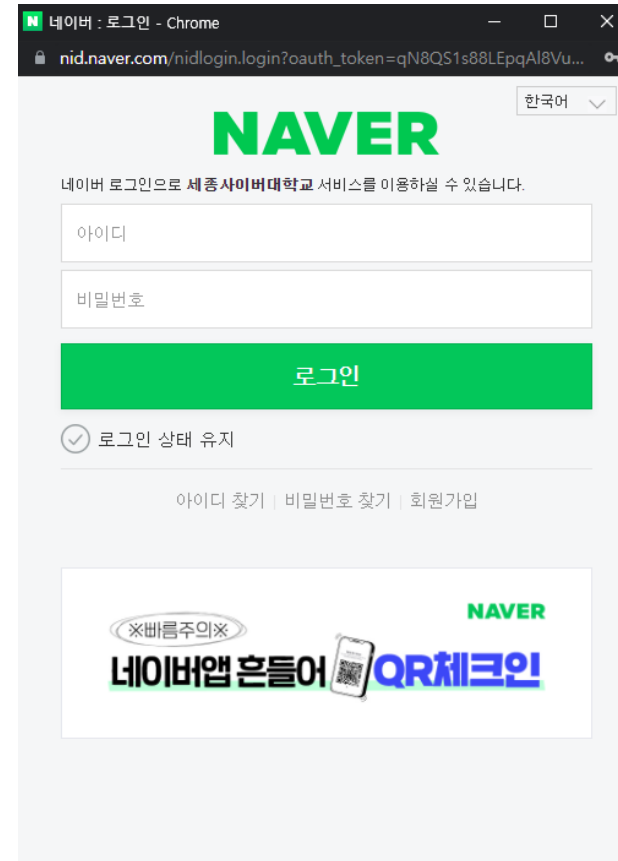 네이버 : 로그인 - Chrome
nid.naver.com/nidlogin.login?oauth_token=qN8QS1s88LEpqAl8Vu...
한국어
NAVER
네이버 로그인으로 세종사이버대학교 서비스를 이용하실 수 있습니다.
아이디
비밀번호
로그인
로그인 상태 유지
아이디 찾기 | 비밀번호 찾기 | 회원가입
NAVER
※빠름주의※
네이버앱 흔들어 QR체크인